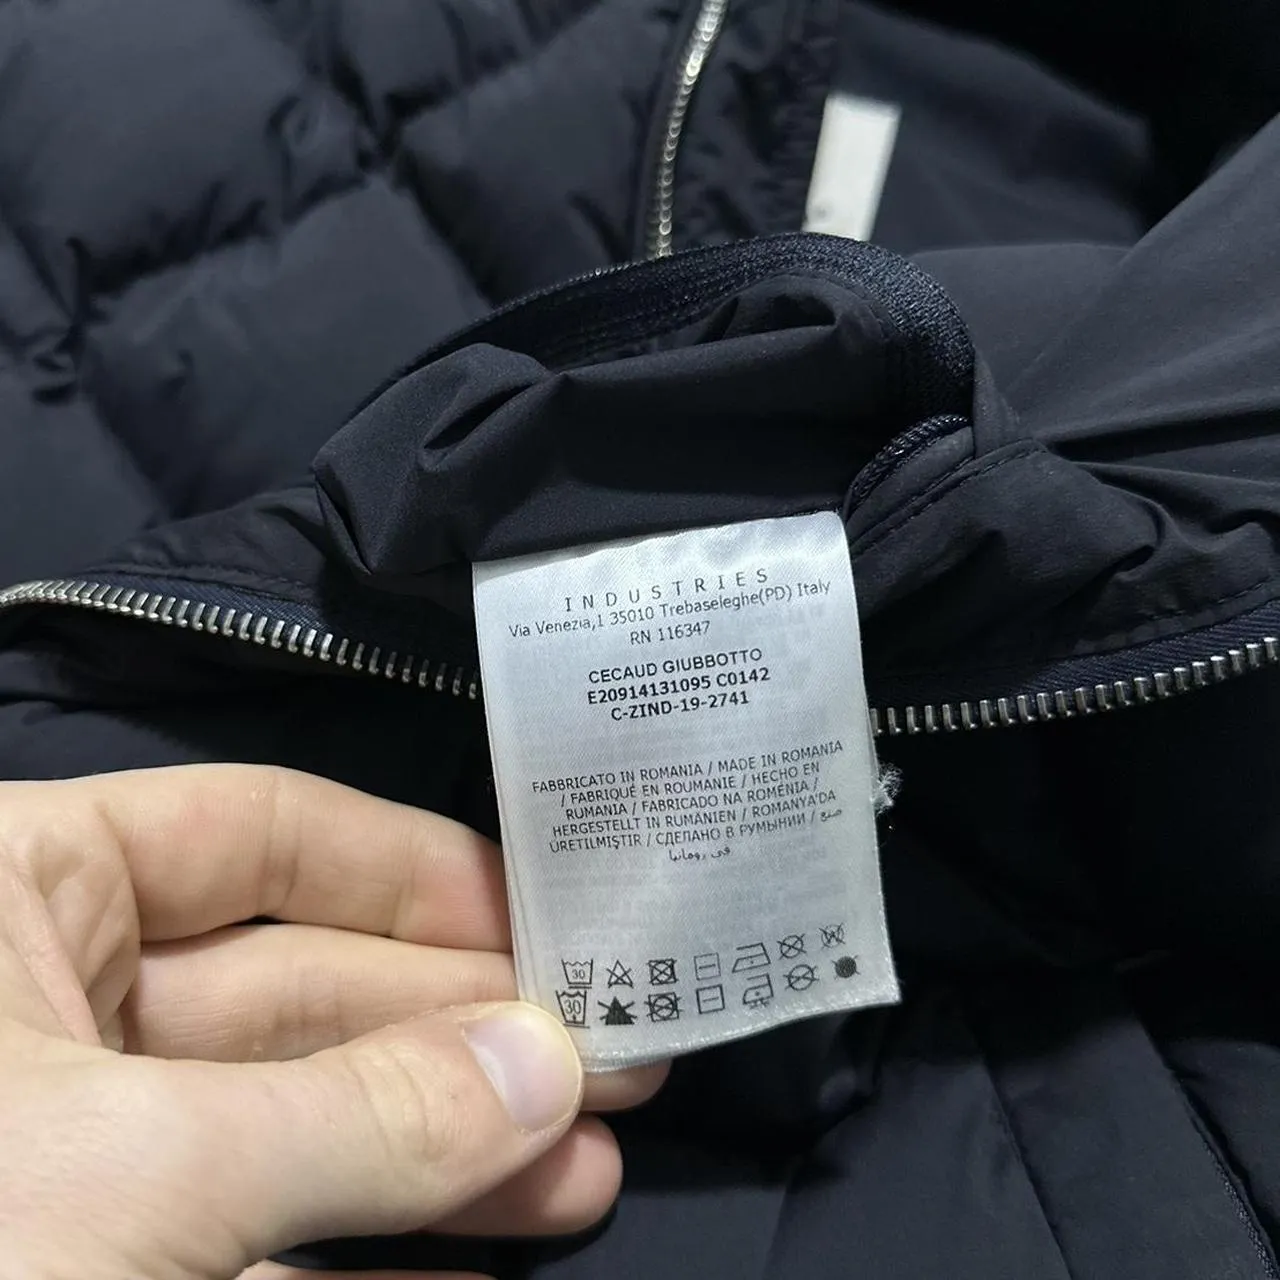 INDUSTRIES
Via Venezia,1 35010 Trebaseleghe(PD) Italy
RN 116347
CECAUD GIUBBOTTO
E20914131095 C0142
C-ZIND-19-2741
FABBRICATO IN ROMANIA / MADE IN ROMANIA
/ FABRIQUÉ EN ROUMANIE / HECHO EN
RUMANIA / FABRICADO NA ROMÉNIA /
HERGESTELLT IN RUMÄNIEN / ROMANYA'DA
ÜRETILMIŞTIR / СДЕЛАНО В РУМЫНИИ / صنع
في رومانيا
30 W
30